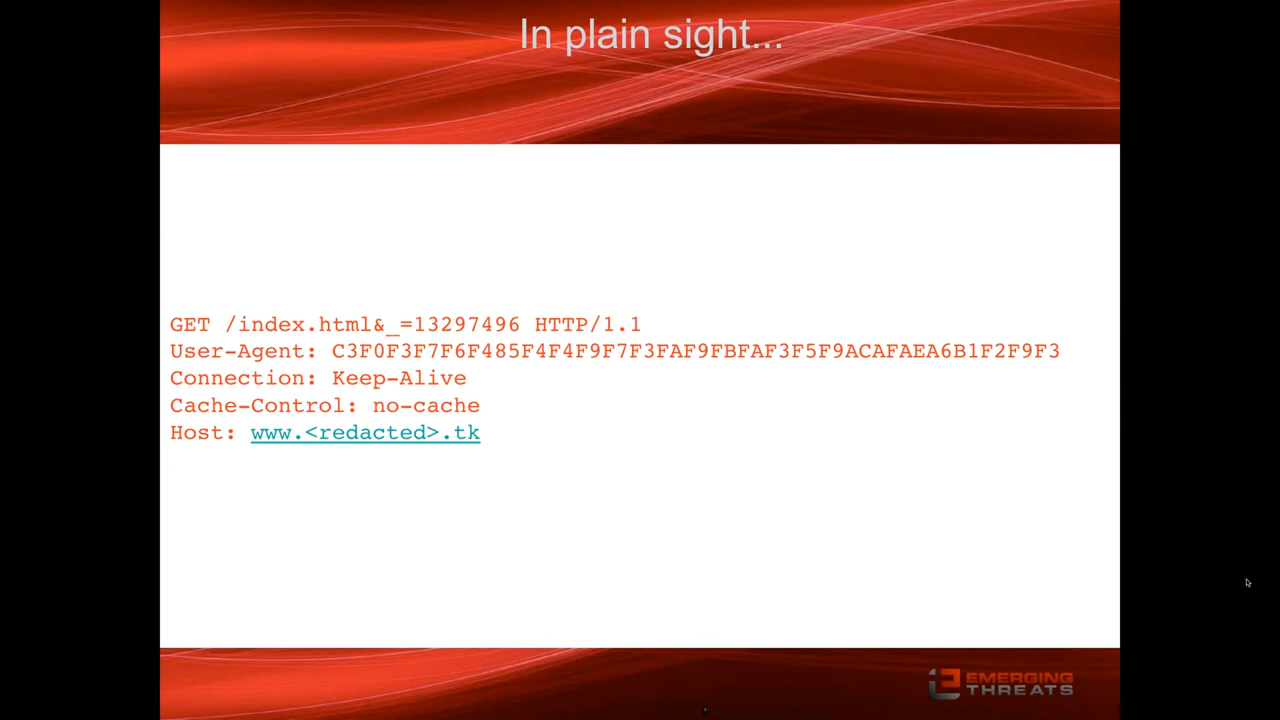 In plain sight...
GET /index.html&_=13297496 HTTP/1.1
User-Agent: C3F0F3F7F6F485F4F4F9F7F3FAF9FBFAF3F5F9ACAFAEA6B1F2F9F3
Connection: Keep-Alive
Cache-Control: no-cache
Host: www.<redacted>.tk
EMERGING
THREATS